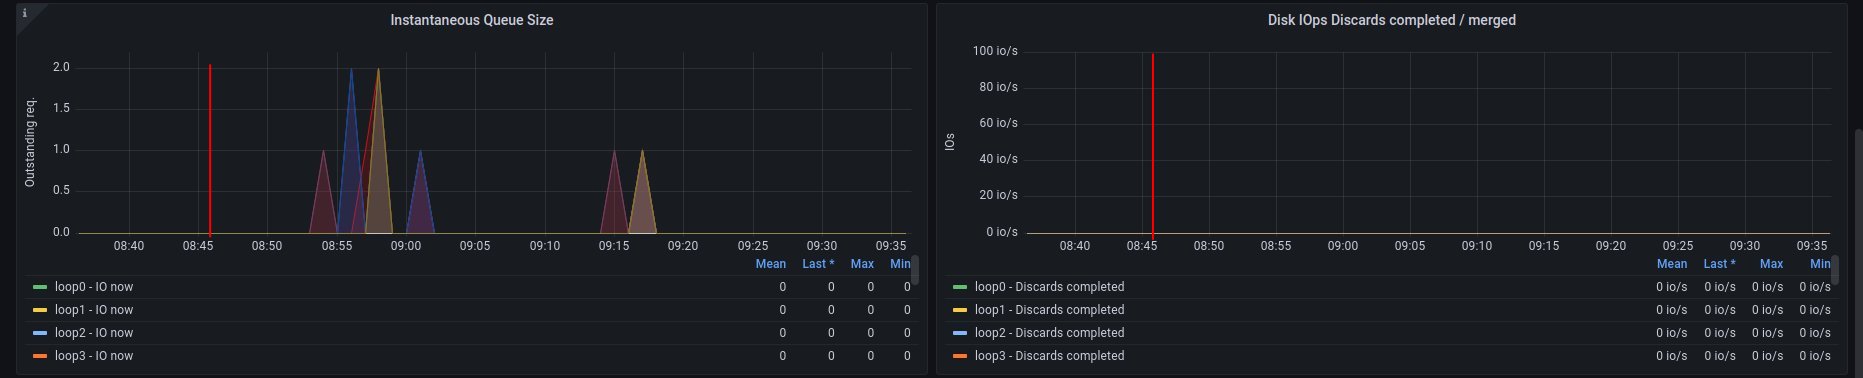 i
Instantaneous Queue Size
Outstanding req.
2.0
1.5
1.0
0.5
0.0
08:40 08:45 08:50 08:55 09:00 09:05 09:10 09:15 09:20 09:25 09:30 09:35
Mean Last * Max Min
loop0 - IO now 0 0 0 0
loop1 - IO now 0 0 0 0
loop2 - IO now 0 0 0 0
loop3 - IO now 0 0 0 0
Disk IOps Discards completed / merged
IOs
100 io/s
80 io/s
60 io/s
40 io/s
20 io/s
0 io/s
08:40 08:45 08:50 08:55 09:00 09:05 09:10 09:15 09:20 09:25 09:30 09:35
Mean Last * Max Min
loop0 - Discards completed 0 io/s 0 io/s 0 io/s 0 io/s
loop1 - Discards completed 0 io/s 0 io/s 0 io/s 0 io/s
loop2 - Discards completed 0 io/s 0 io/s 0 io/s 0 io/s
loop3 - Discards completed 0 io/s 0 io/s 0 io/s 0 io/s